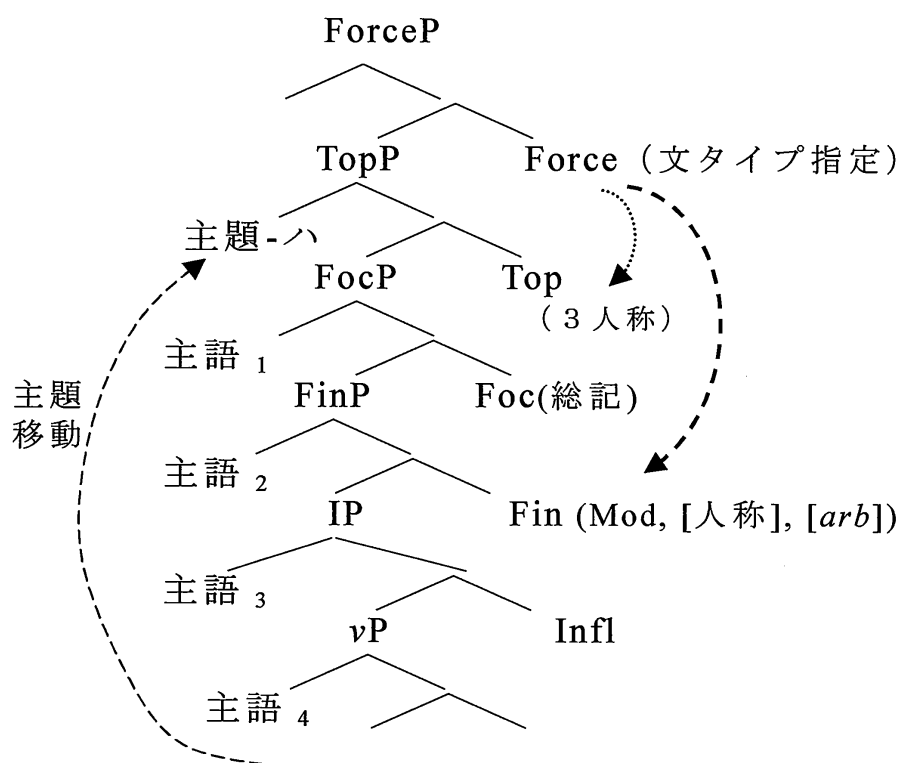 ForceP
TopP
Force (文タイプ指定)
主題-ハ
FocP
Top
(3人称)
主語 1
主題
移動
FinP
Foc(総記)
主語 2
IP
Fin (Mod, [人称], [arb])
主語 3
vP
Infl
主語 4